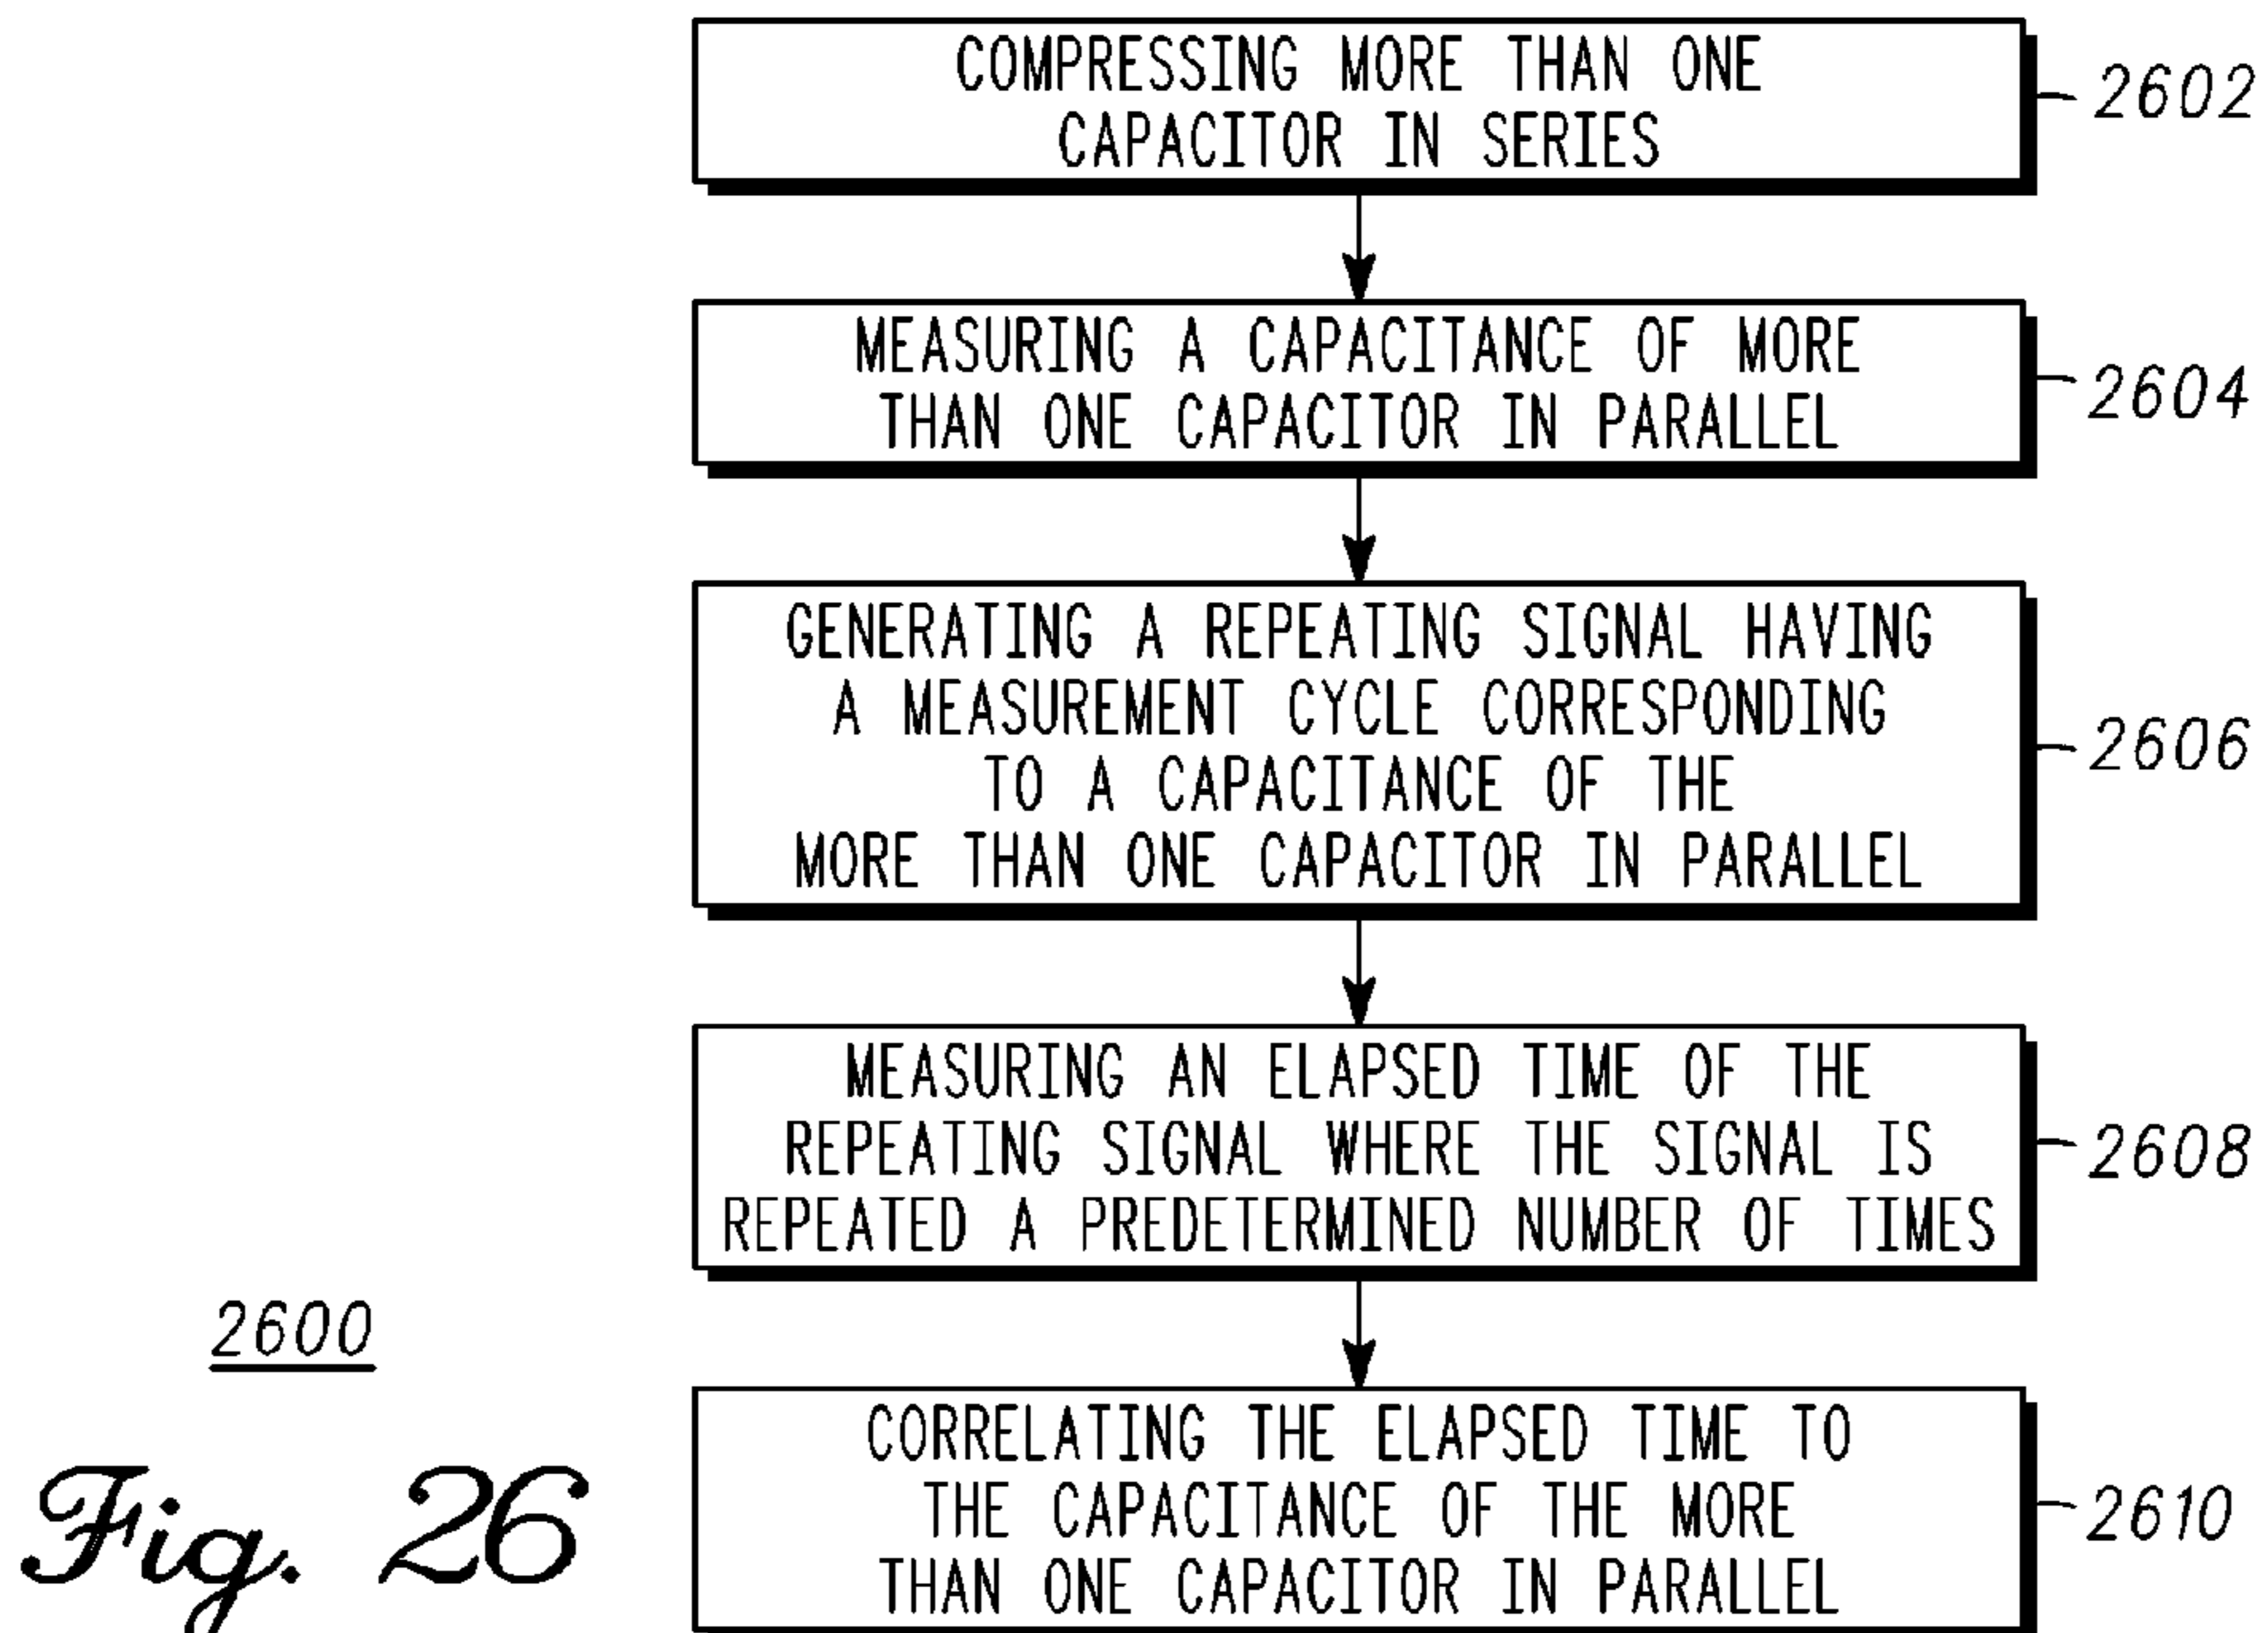 COMPRESSING MORE THAN ONE
CAPACITOR IN SERIES
2602
MEASURING A CAPACITANCE OF MORE
THAN ONE CAPACITOR IN PARALLEL
2604
GENERATING A REPEATING SIGNAL HAVING
A MEASUREMENT CYCLE CORRESPONDING
TO A CAPACITANCE OF THE
MORE THAN ONE CAPACITOR IN PARALLEL
2606
MEASURING AN ELAPSED TIME OF THE
REPEATING SIGNAL WHERE THE SIGNAL IS
REPEATED A PREDETERMINED NUMBER OF TIMES
2608
CORRELATING THE ELAPSED TIME TO
THE CAPACITANCE OF THE MORE
THAN ONE CAPACITOR IN PARALLEL
2610
2600
Fig. 26